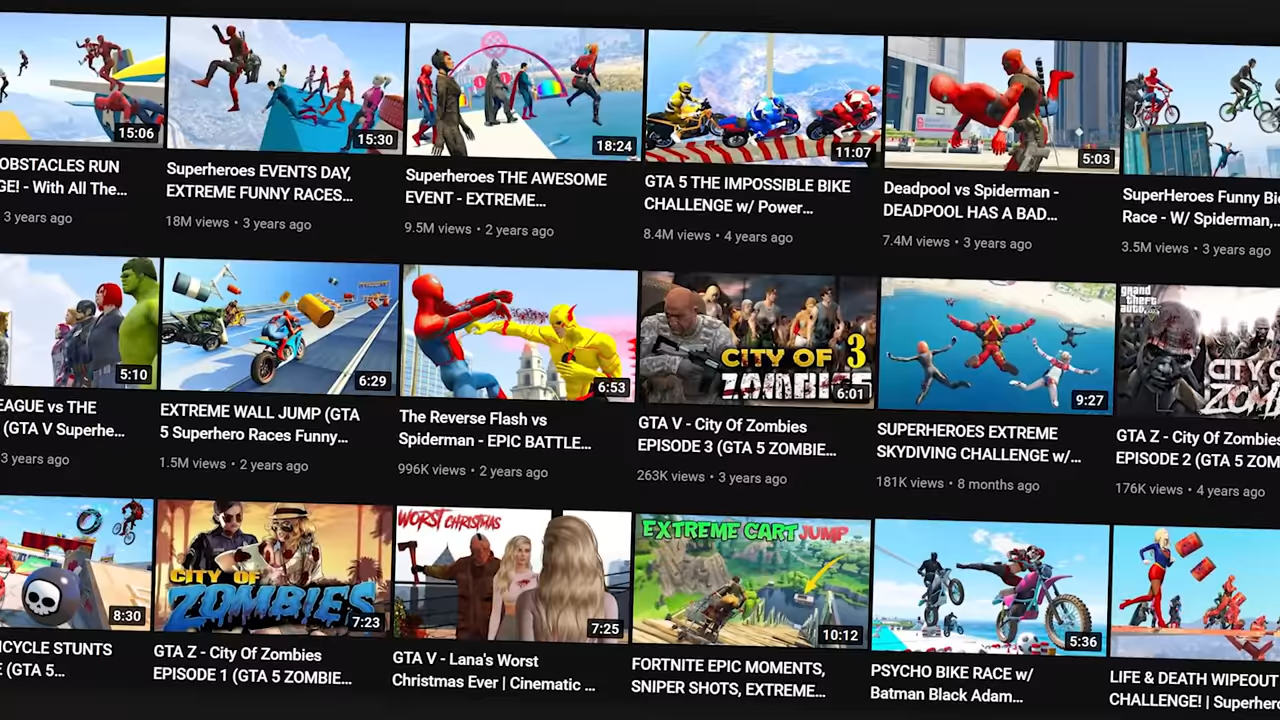 15:06
15:30
18:24
11:07
5:03
OBSTACLES RUN
GE! - With All The...
3 years ago
Superheroes EVENTS DAY,
EXTREME FUNNY RACES...
18M views • 3 years ago
Superheroes THE AWESOME
EVENT - EXTREME...
9.5M views • 2 years ago
GTA 5 THE IMPOSSIBLE BIKE
CHALLENGE w/ Power...
8.4M views • 4 years ago
Deadpool vs Spiderman -
DEADPOOL HAS A BAD...
7.4M views • 3 years ago
SuperHeroes Funny Bi
Race - W/ Spiderman,...
3.5M views • 3 years ago
5:10
6:29
6:53
CITY OF 3
ZOMBIES
6:01
9:27
grand
theft
auto
CITY O
ZOM
EAGUE vs THE
(GTA V Superhe...
3 years ago
EXTREME WALL JUMP (GTA
5 Superhero Races Funny...
1.5M views • 2 years ago
The Reverse Flash vs
Spiderman - EPIC BATTLE...
996K views • 2 years ago
GTA V - City Of Zombies
EPISODE 3 (GTA 5 ZOMBIE...
263K views • 3 years ago
SUPERHEROES EXTREME
SKYDIVING CHALLENGE w/...
181K views • 8 months ago
GTA Z - City Of Zombies
EPISODE 2 (GTA 5 ZOM
176K views • 4 years ago
8:30
CITY OF
ZOMBIES
7:23
WORST CHRISTMAS
7:25
EXTREME CART JUMP
10:12
5:36
ICYCLE STUNTS
E (GTA 5...
GTA Z - City Of Zombies
EPISODE 1 (GTA 5 ZOMBIE...
GTA V - Lana's Worst
Christmas Ever | Cinematic ...
FORTNITE EPIC MOMENTS,
SNIPER SHOTS, EXTREME...
PSYCHO BIKE RACE w/
Batman Black Adam...
LIFE & DEATH WIPEOUT
CHALLENGE! | Superhero